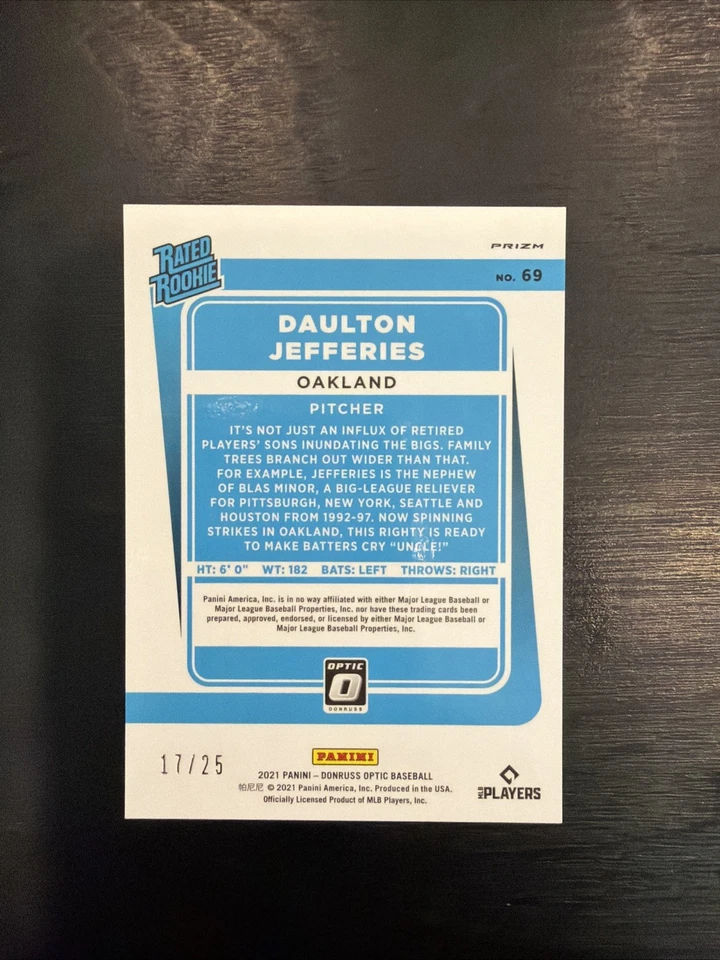 RATED
ROOKIE
PRIZM
NO. 69
DAULTON
JEFFERIES
OAKLAND
PITCHER
IT'S NOT JUST AN INFLUX OF RETIRED
PLAYERS' SONS INUNDATING THE BIGS. FAMILY
TREES BRANCH OUT WIDER THAN THAT.
FOR EXAMPLE, JEFFERIES IS THE NEPHEW
OF BLAS MINOR, A BIG-LEAGUE RELIEVER
FOR PITTSBURGH, NEW YORK, SEATTLE AND
HOUSTON FROM 1992-97. NOW SPINNING
STRIKES IN OAKLAND, THIS RIGHTY IS READY
TO MAKE BATTERS CRY "UNCLE!"
HT: 6' 0" WT: 182 BATS: LEFT THROWS: RIGHT
Panini America, Inc. is in no way affiliated with either Major League Baseball or
Major League Baseball Properties, Inc. nor have these trading cards been
prepared, approved, endorsed, or licensed by either Major League Baseball or
Major League Baseball Properties, Inc.
OPTIC
O
DONRUSS
17/25
PANINI
2021 PANINI – DONRUSS OPTIC BASEBALL
帕尼尼 © 2021 Panini America, Inc. Produced in the USA.
Officially Licensed Product of MLB Players, Inc.
MLB PLAYERS